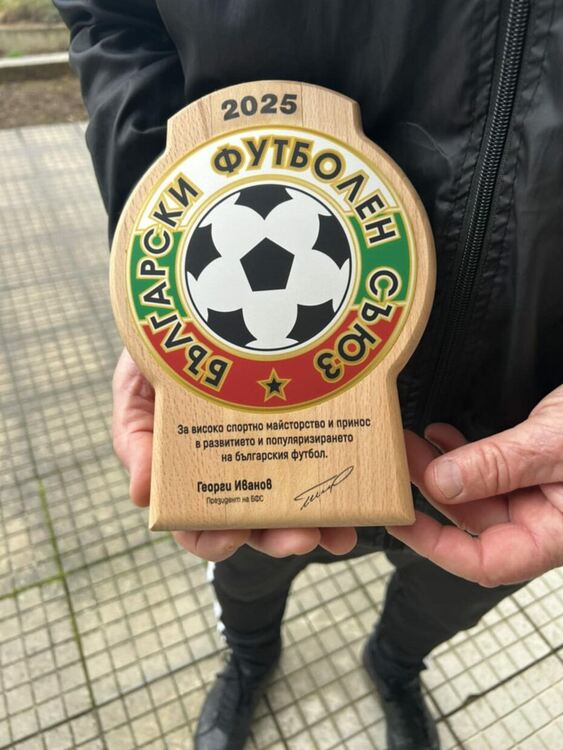 2025
БЪЛГАРСКИ ФУТБОЛЕН СЪЮЗ
За високо спортно майсторство и принос
в развитието и популяризирането
на българския футбол.
Георги Иванов
Президент на БФС